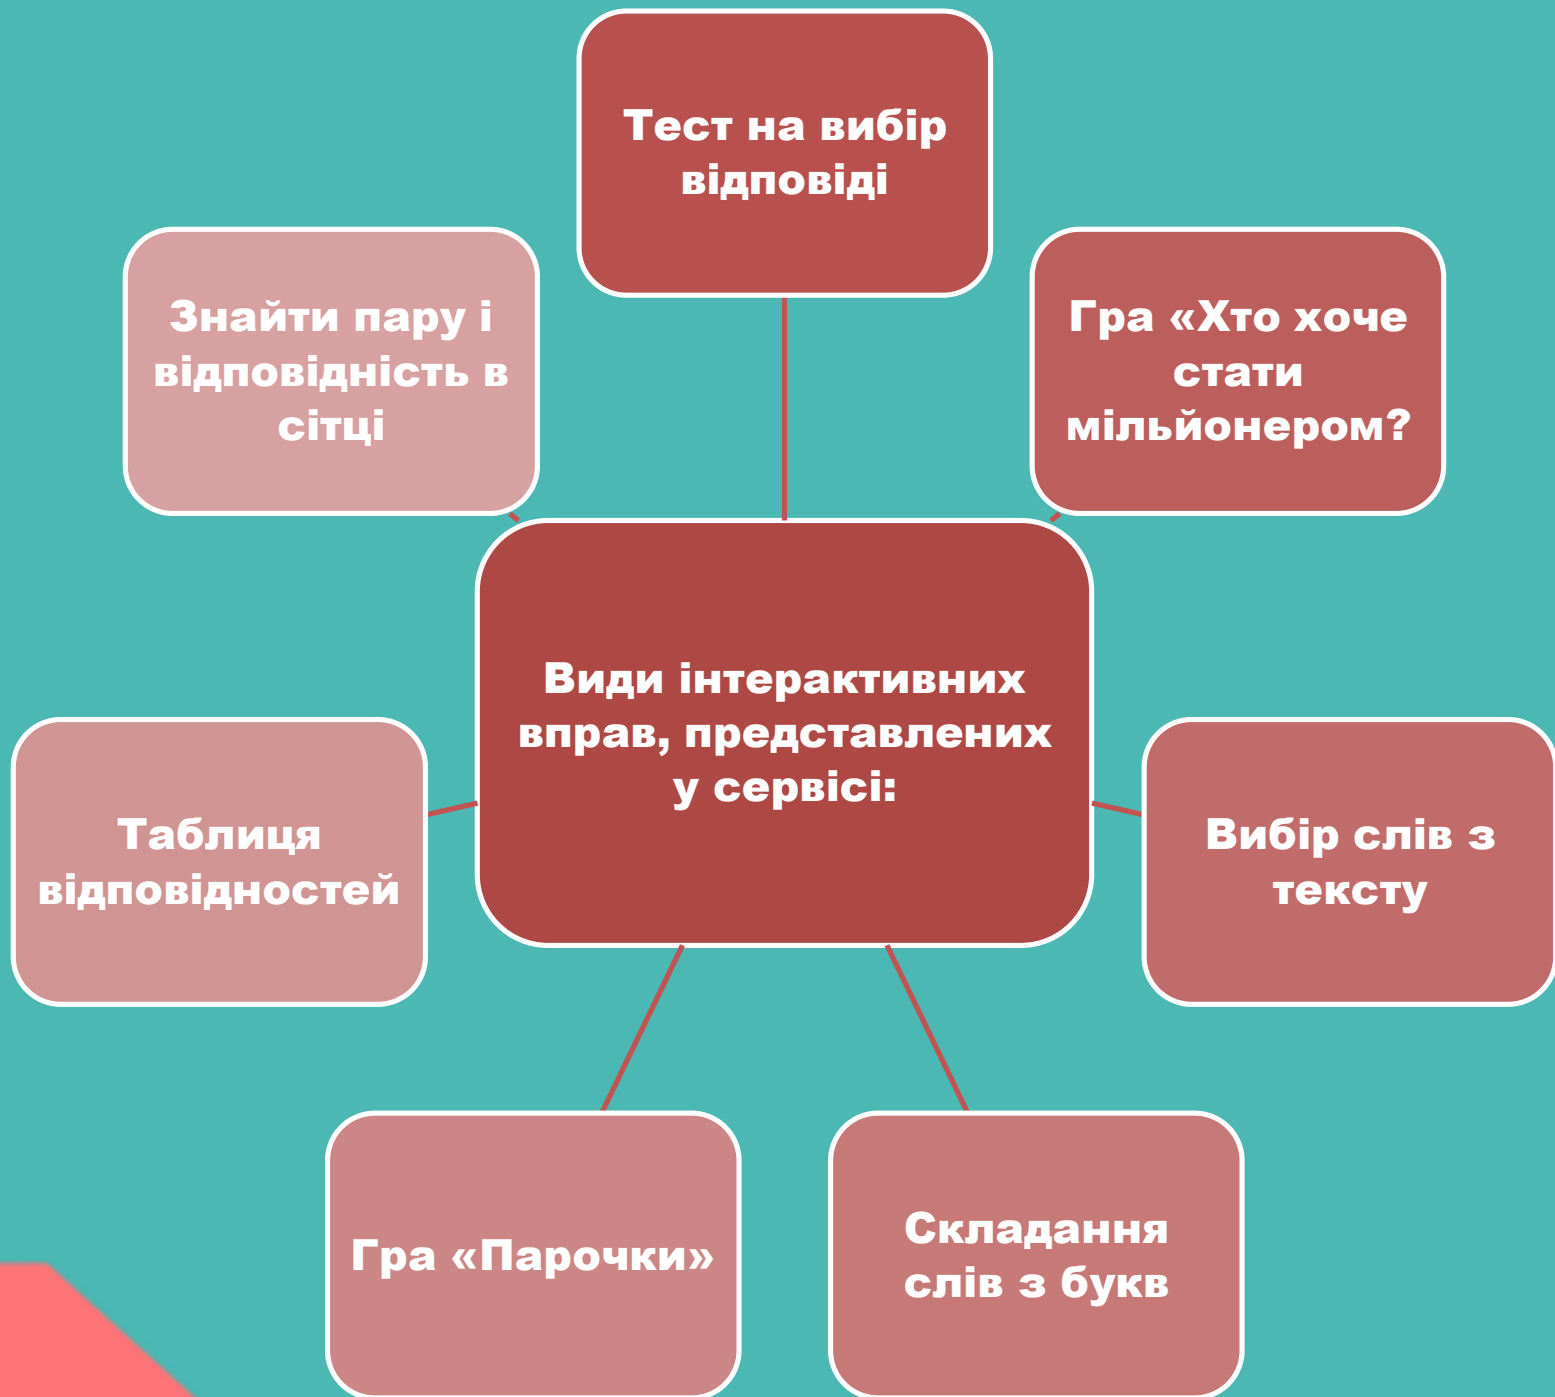 Тест на вибір
відповіді
Знайти пару і
відповідність в
сітці
Гра «Хто хоче
стати
мільйонером?
Види інтерактивних
вправ, представлених
у сервісі:
Таблиця
відповідностей
Вибір слів з
тексту
Гра «Парочки»
Складання
слів з букв